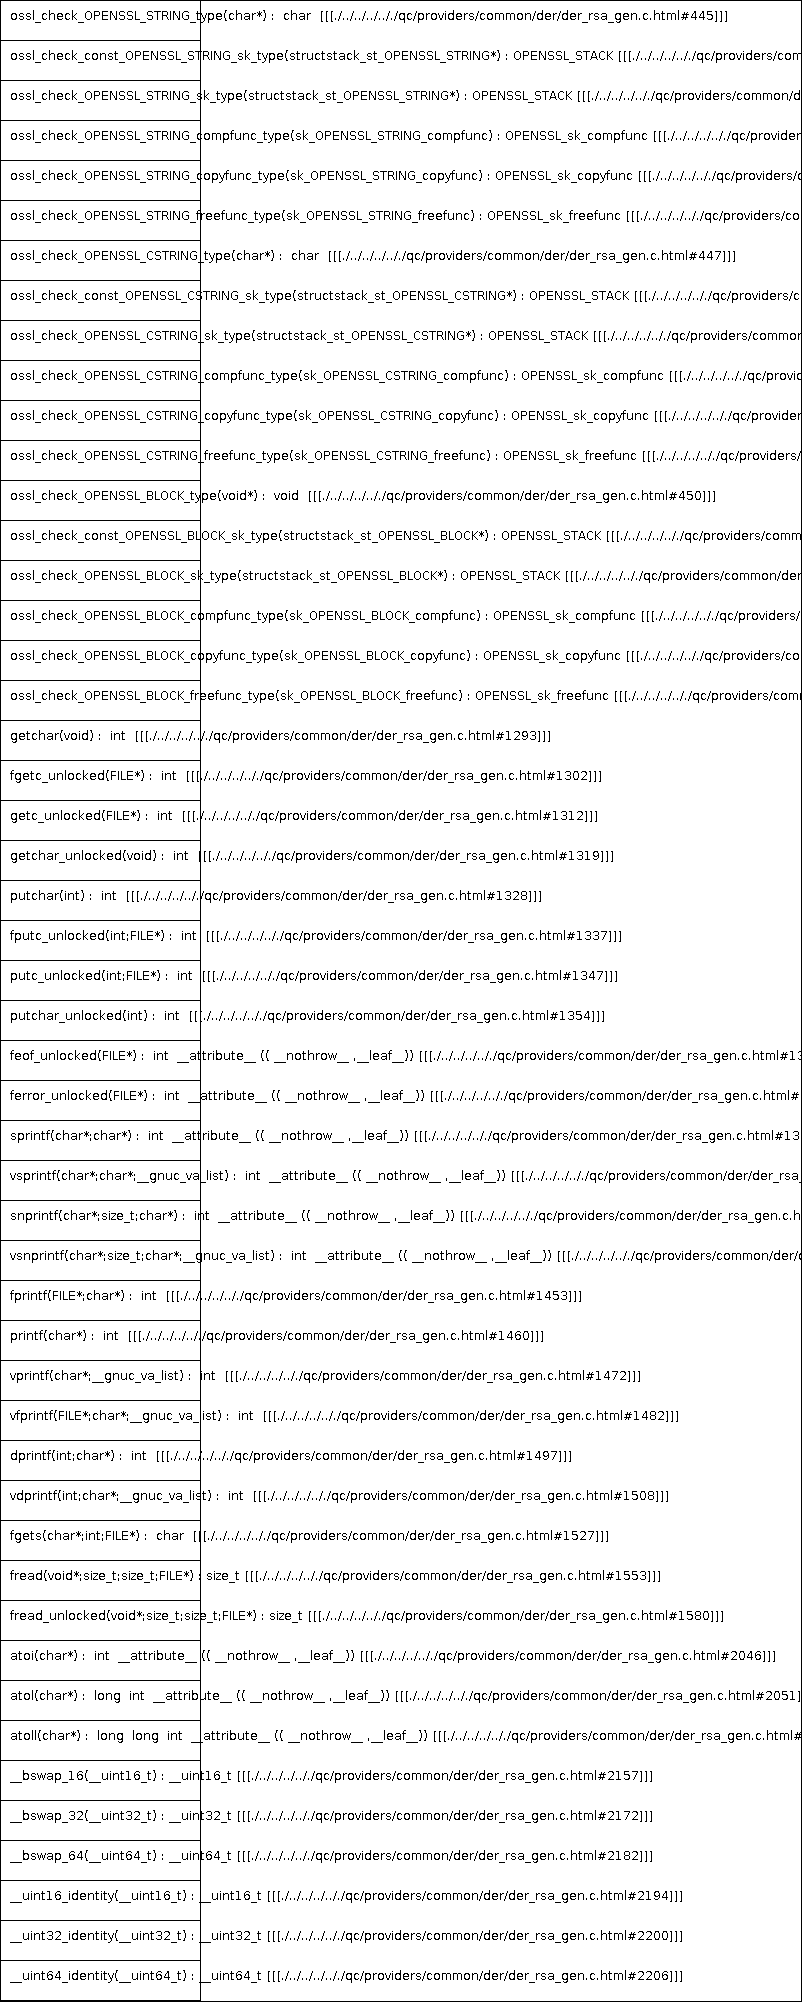 ossl_check_OPENSSL_STRING_type(char*) : char [[[./../../../../qc/providers/common/der/der_rsa_gen.c.html#445]]]
ossl_check_const_OPENSSL_STRING_sk_type(structstack_st_OPENSSL_STRING*) : OPENSSL_STACK [[[./../../../../qc/providers/com
ossl_check_OPENSSL_STRING_sk_type(structstack_st_OPENSSL_STRING*) : OPENSSL_STACK [[[./../../../../qc/providers/common/d
ossl_check_OPENSSL_STRING_compfunc_type(sk_OPENSSL_STRING_compfunc) : OPENSSL_sk_compfunc [[[./../../../../qc/provider
ossl_check_OPENSSL_STRING_copyfunc_type(sk_OPENSSL_STRING_copyfunc) : OPENSSL_sk_copyfunc [[[./../../../../qc/providers/c
ossl_check_OPENSSL_STRING_freefunc_type(sk_OPENSSL_STRING_freefunc) : OPENSSL_sk_freefunc [[[./../../../../qc/providers/co
ossl_check_OPENSSL_CSTRING_type(char*) : char [[[./../../../../qc/providers/common/der/der_rsa_gen.c.html#447]]]
ossl_check_const_OPENSSL_CSTRING_sk_type(structstack_st_OPENSSL_CSTRING*) : OPENSSL_STACK [[[./../../../../qc/providers/c
ossl_check_OPENSSL_CSTRING_sk_type(structstack_st_OPENSSL_CSTRING*) : OPENSSL_STACK [[[./../../../../qc/providers/common
ossl_check_OPENSSL_CSTRING_compfunc_type(sk_OPENSSL_CSTRING_compfunc) : OPENSSL_sk_compfunc [[[./../../../../qc/provid
ossl_check_OPENSSL_CSTRING_copyfunc_type(sk_OPENSSL_CSTRING_copyfunc) : OPENSSL_sk_copyfunc [[[./../../../../qc/provider
ossl_check_OPENSSL_CSTRING_freefunc_type(sk_OPENSSL_CSTRING_freefunc) : OPENSSL_sk_freefunc [[[./../../../../qc/providers/
ossl_check_OPENSSL_BLOCK_type(void*) : void [[[./../../../../qc/providers/common/der/der_rsa_gen.c.html#450]]]
ossl_check_const_OPENSSL_BLOCK_sk_type(structstack_st_OPENSSL_BLOCK*) : OPENSSL_STACK [[[./../../../../qc/providers/comm
ossl_check_OPENSSL_BLOCK_sk_type(structstack_st_OPENSSL_BLOCK*) : OPENSSL_STACK [[[./../../../../qc/providers/common/der
ossl_check_OPENSSL_BLOCK_compfunc_type(sk_OPENSSL_BLOCK_compfunc) : OPENSSL_sk_compfunc [[[./../../../../qc/providers/
ossl_check_OPENSSL_BLOCK_copyfunc_type(sk_OPENSSL_BLOCK_copyfunc) : OPENSSL_sk_copyfunc [[[./../../../../qc/providers/co
ossl_check_OPENSSL_BLOCK_freefunc_type(sk_OPENSSL_BLOCK_freefunc) : OPENSSL_sk_freefunc [[[./../../../../qc/providers/com
getchar(void) : int [[[./../../../../qc/providers/common/der/der_rsa_gen.c.html#1293]]]
fgetc_unlocked(FILE*) : int [[[./../../../../qc/providers/common/der/der_rsa_gen.c.html#1302]]]
getc_unlocked(FILE*) : int [[[./../../../../qc/providers/common/der/der_rsa_gen.c.html#1312]]]
getchar_unlocked(void) : int [[[./../../../../qc/providers/common/der/der_rsa_gen.c.html#1319]]]
putchar(int) : int [[[./../../../../qc/providers/common/der/der_rsa_gen.c.html#1328]]]
fputc_unlocked(int;FILE*) : int [[[./../../../../qc/providers/common/der/der_rsa_gen.c.html#1337]]]
putc_unlocked(int;FILE*) : int [[[./../../../../qc/providers/common/der/der_rsa_gen.c.html#1347]]]
putchar_unlocked(int) : int [[[./../../../../qc/providers/common/der/der_rsa_gen.c.html#1354]]]
feof_unlocked(FILE*) : int __attribute__ (( __nothrow__ ,__leaf__)) [[[./../../../../qc/providers/common/der/der_rsa_gen.c.html#13
ferror_unlocked(FILE*) : int __attribute__ (( __nothrow__ ,__leaf__)) [[[./../../../../qc/providers/common/der/der_rsa_gen.c.html#
sprintf(char*;char*) : int __attribute__ (( __nothrow__ ,__leaf__)) [[[./../../../../qc/providers/common/der/der_rsa_gen.c.html#13
vsprintf(char*;char*;__gnuc_va_list) : int __attribute__ (( __nothrow__ ,__leaf__)) [[[./../../../../qc/providers/common/der/der_rsa_
snprintf(char*;size_t;char*) : int __attribute__ (( __nothrow__ ,__leaf__)) [[[./../../../../qc/providers/common/der/der_rsa_gen.c.h
vsnprintf(char*;size_t;char*;__gnuc_va_list) : int __attribute__ (( __nothrow__ ,__leaf__)) [[[./../../../../qc/providers/common/der/d
fprintf(FILE*;char*) : int [[[./../../../../qc/providers/common/der/der_rsa_gen.c.html#1453]]]
printf(char*) : int [[[./../../../../qc/providers/common/der/der_rsa_gen.c.html#1460]]]
vprintf(char*;__gnuc_va_list) : int [[[./../../../../qc/providers/common/der/der_rsa_gen.c.html#1472]]]
vfprintf(FILE*;char*;__gnuc_va_list) : int [[[./../../../../qc/providers/common/der/der_rsa_gen.c.html#1482]]]
dprintf(int;char*) : int [[[./../../../../qc/providers/common/der/der_rsa_gen.c.html#1497]]]
vdprintf(int;char*;__gnuc_va_list) : int [[[./../../../../qc/providers/common/der/der_rsa_gen.c.html#1508]]]
fgets(char*;int;FILE*) : char [[[./../../../../qc/providers/common/der/der_rsa_gen.c.html#1527]]]
fread(void*;size_t;size_t;FILE*) : size_t [[[./../../../../qc/providers/common/der/der_rsa_gen.c.html#1553]]]
fread_unlocked(void*;size_t;size_t;FILE*) : size_t [[[./../../../../qc/providers/common/der/der_rsa_gen.c.html#1580]]]
atoi(char*) : int __attribute__ (( __nothrow__ ,__leaf__)) [[[./../../../../qc/providers/common/der/der_rsa_gen.c.html#2046]]]
atol(char*) : long int __attribute__ (( __nothrow__ ,__leaf__)) [[[./../../../../qc/providers/common/der/der_rsa_gen.c.html#2051]
atoll(char*) : long long int __attribute__ (( __nothrow__ ,__leaf__)) [[[./../../../../qc/providers/common/der/der_rsa_gen.c.html#
__bswap_16(__uint16_t) : __uint16_t [[[./../../../../qc/providers/common/der/der_rsa_gen.c.html#2157]]]
__bswap_32(__uint32_t) : __uint32_t [[[./../../../../qc/providers/common/der/der_rsa_gen.c.html#2172]]]
__bswap_64(__uint64_t) : __uint64_t [[[./../../../../qc/providers/common/der/der_rsa_gen.c.html#2182]]]
__uint16_identity(__uint16_t) : __uint16_t [[[./../../../../qc/providers/common/der/der_rsa_gen.c.html#2194]]]
__uint32_identity(__uint32_t) : __uint32_t [[[./../../../../qc/providers/common/der/der_rsa_gen.c.html#2200]]]
__uint64_identity(__uint64_t) : __uint64_t [[[./../../../../qc/providers/common/der/der_rsa_gen.c.html#2206]]]